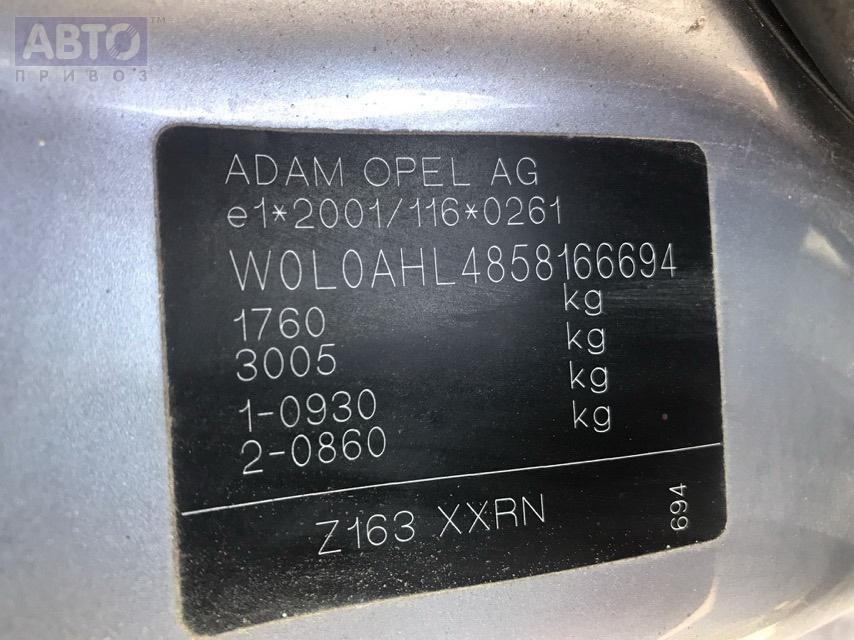 АВТО™
ПРИВОЗ
ADAM OPEL AG
e1*2001/116*0261
W0L0AHL4858166694
1760 kg
3005 kg
1-0930 kg
2-0860 kg
Z163 XXRN
694